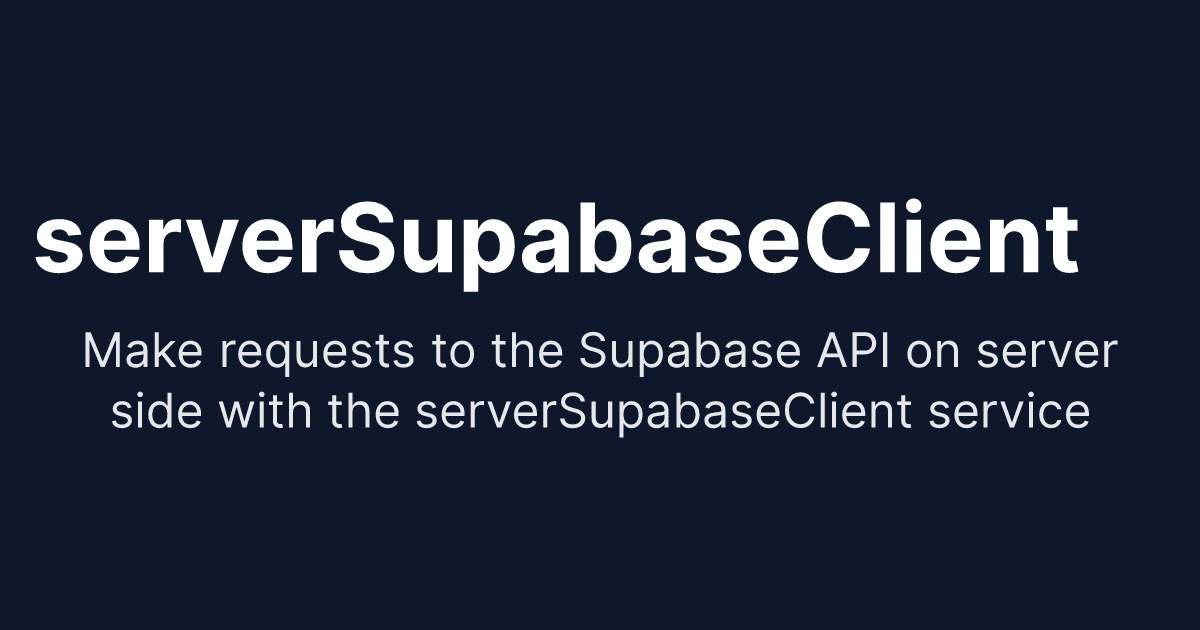 serverSupabaseClient
Make requests to the Supabase API on server
side with the serverSupabaseClient service